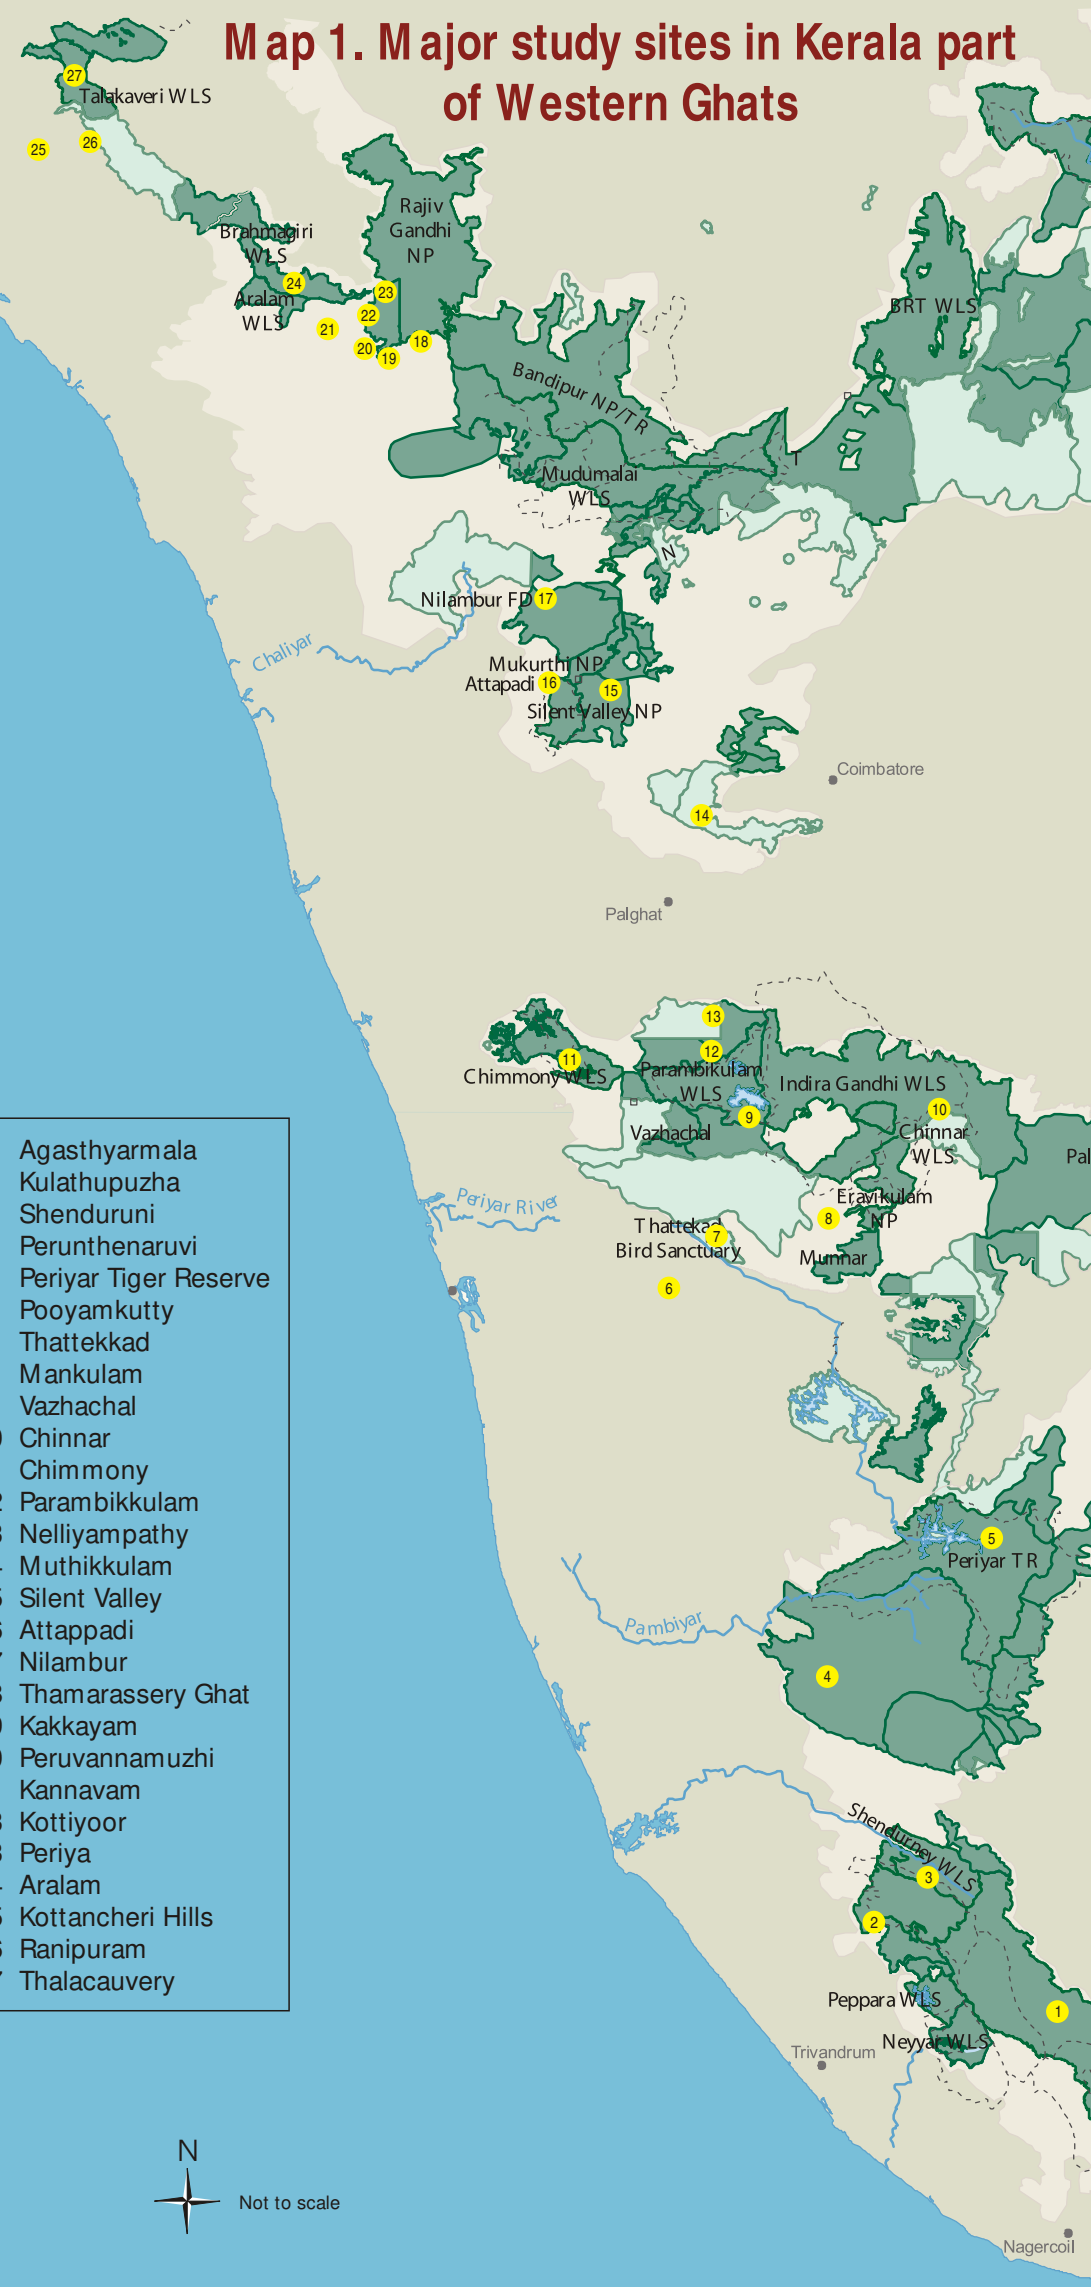 Map 1. Major study sites in Kerala part
of Western Ghats
27
Talakaveri WLS
26
25
Rajiv
Gandhi
NP
Brahmagiri
WLS
24
23
Aralam
WLS
22
21
20
19
18
BRT WLS
Bandipur NP/TR
T
Mudumalai
WLS
N
Nilambur FD
17
Chaliyar
Mukurthi NP
Attapadi
16
15
Silent Valley NP
Coimbatore
14
Palghat
13
12
11
Chimmony WLS
Parambikulam
WLS
Indira Gandhi WLS
10
9
Vazhachal
Chinnar
WLS
Pal
Periyar River
Eravikulam
NP
8
Thattekad
7
Bird Sanctuary
Munnar
6
5
Periyar TR
Pambiyar
4
Shendurney WLS
3
2
Peppara WLS
1
Neyyar WLS
Trivandrum
Nagercoil
Agasthyarmala
Kulathupuzha
Shenduruni
Perunthenaruvi
Periyar Tiger Reserve
Pooyamkutty
Thattekkad
Mankulam
Vazhachal
Chinnar
Chimmony
Parambikkulam
Nelliyampathy
Muthikkulam
Silent Valley
Attappadi
Nilambur
Thamarassery Ghat
Kakkayam
Peruvannamuzhi
Kannavam
Kottiyoor
Periya
Aralam
Kottancheri Hills
Ranipuram
Thalacauvery
N
Not to scale